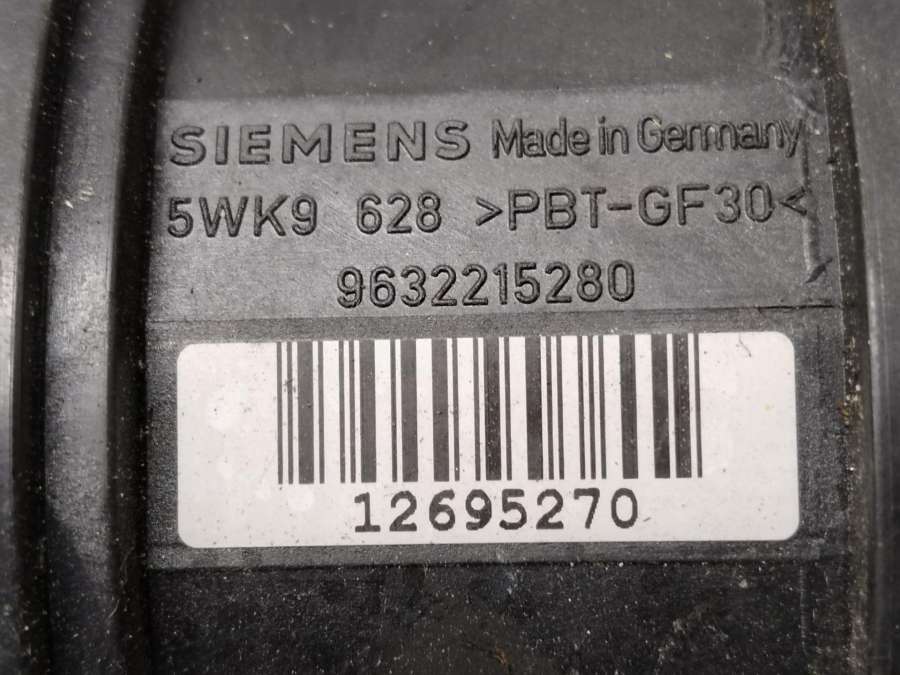 SIEMENS Made in Germany
5WK9 628 >PBT-GF30<
9632215280
12695270